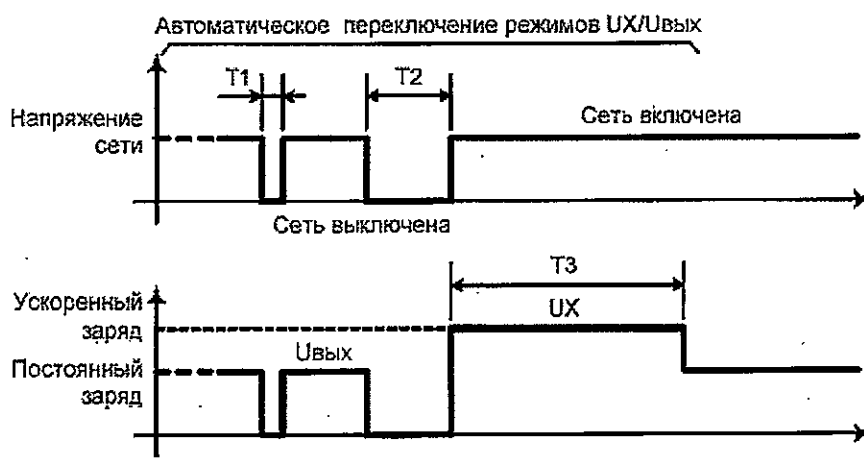 Автоматическое переключение режимов UX/Uвых
T1
T2
Напряжение
сети
Сеть включена
Сеть выключена
T3
Ускоренный
заряд
UX
Uвых
Постоянный
заряд